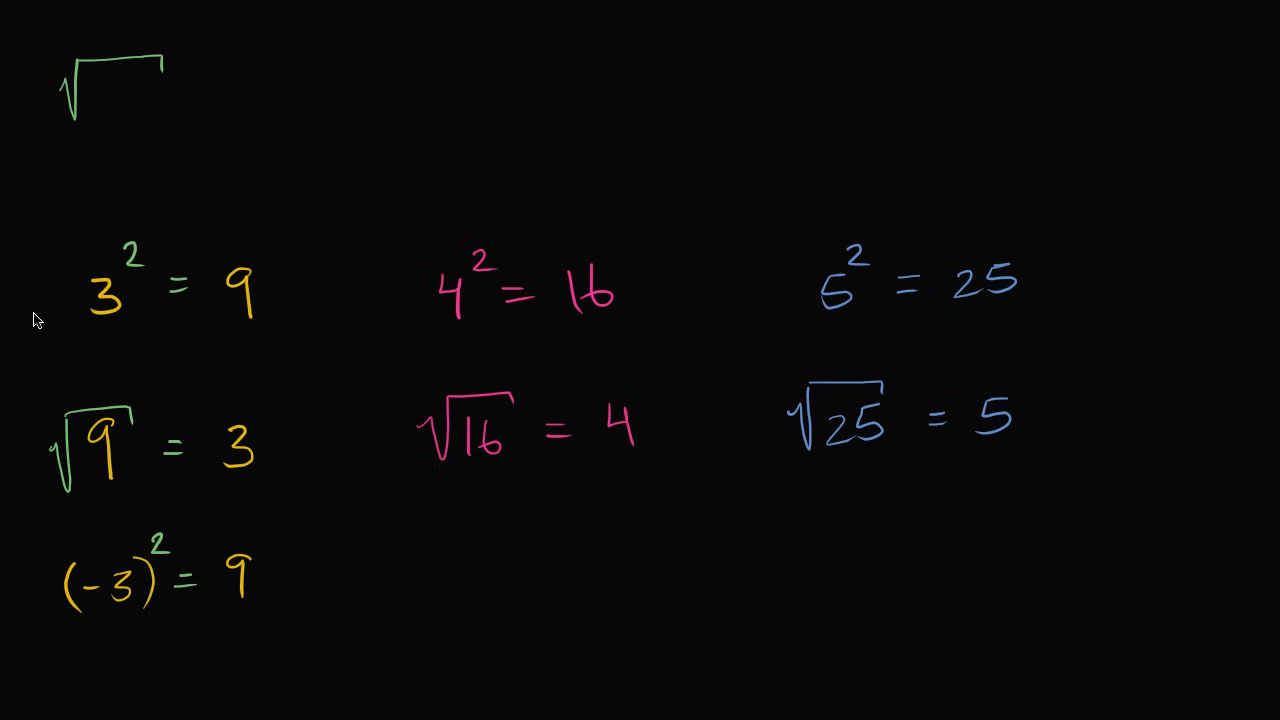 √
3² = 9 4² = 16 5² = 25
√9 = 3 √16 = 4 √25 = 5
(-3)² = 9